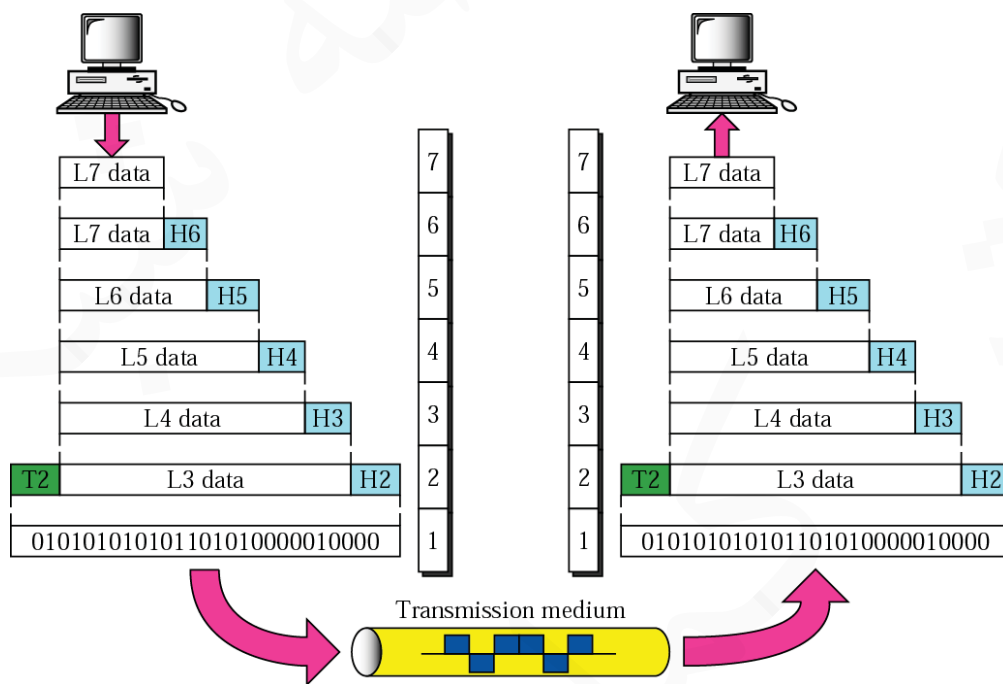 L7 data
L7 data H6
L6 data H5
L5 data H4
L4 data H3
T2 L3 data H2
010101010101101010000010000
7
6
5
4
3
2
1
7
6
5
4
3
2
1
L7 data
L7 data H6
L6 data H5
L5 data H4
L4 data H3
T2 L3 data H2
010101010101101010000010000
Transmission medium